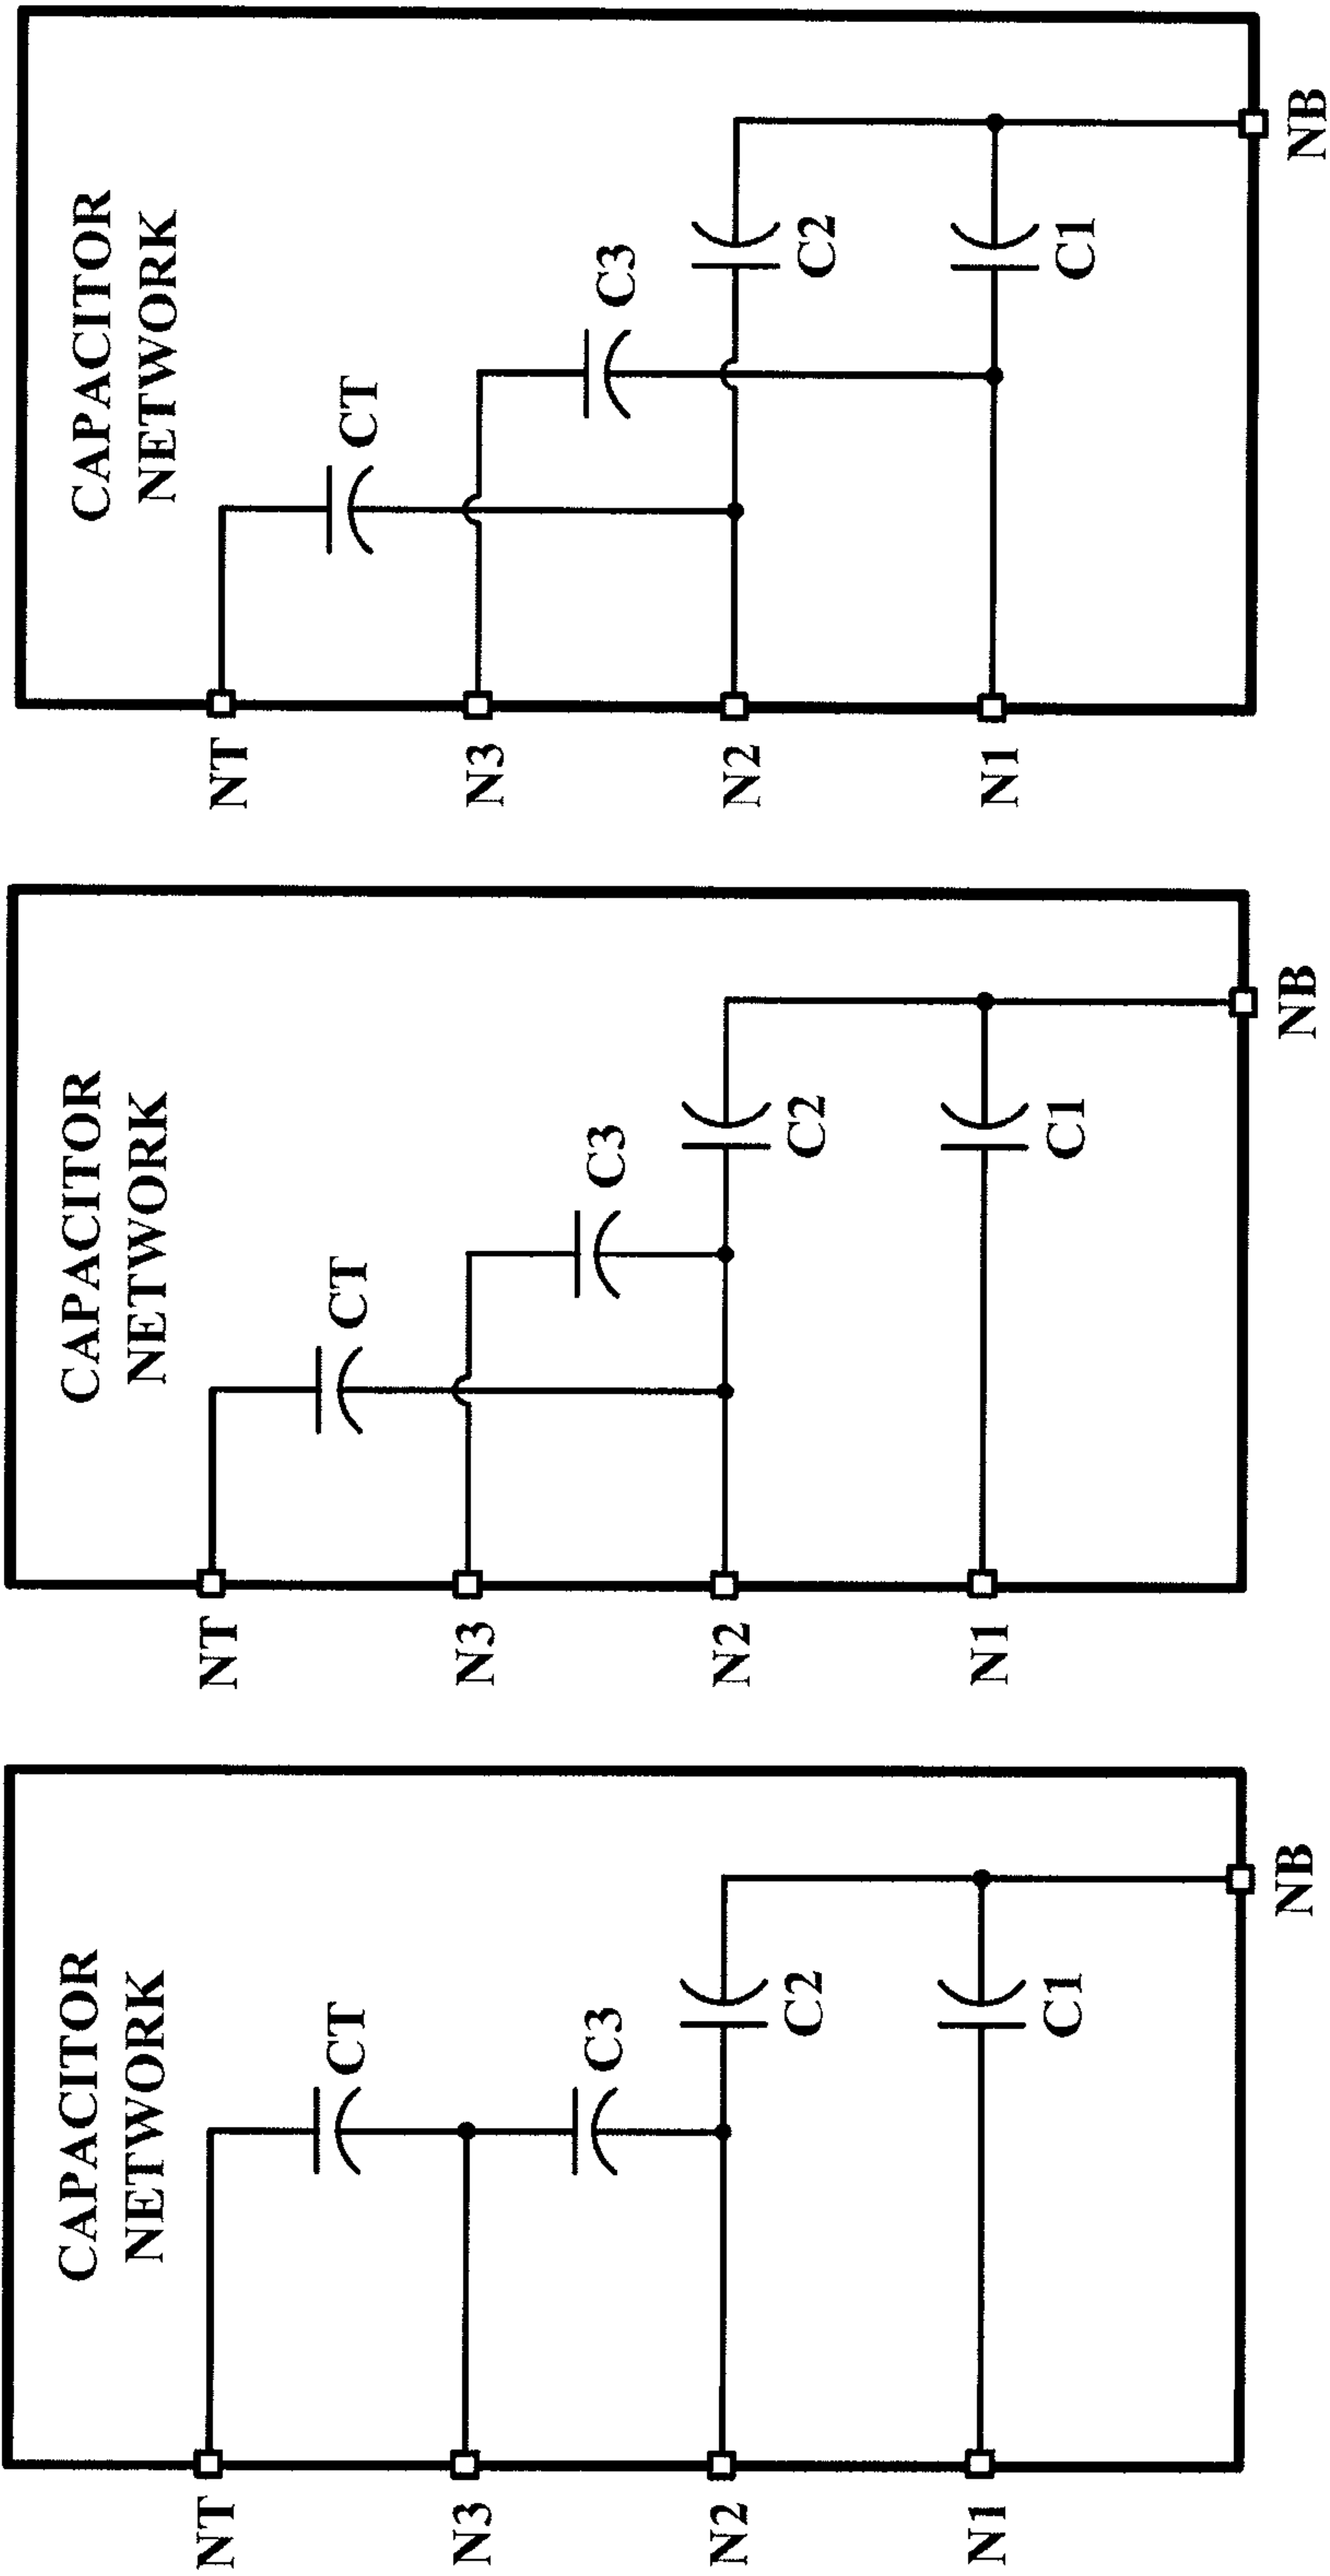 CAPACITOR
NETWORK
CT
C3
C2
C1
NT
N3
N2
N1
NB
CAPACITOR
NETWORK
CT
C3
C2
C1
NT
N3
N2
N1
NB
CAPACITOR
NETWORK
CT
C3
C2
C1
NT
N3
N2
N1
NB